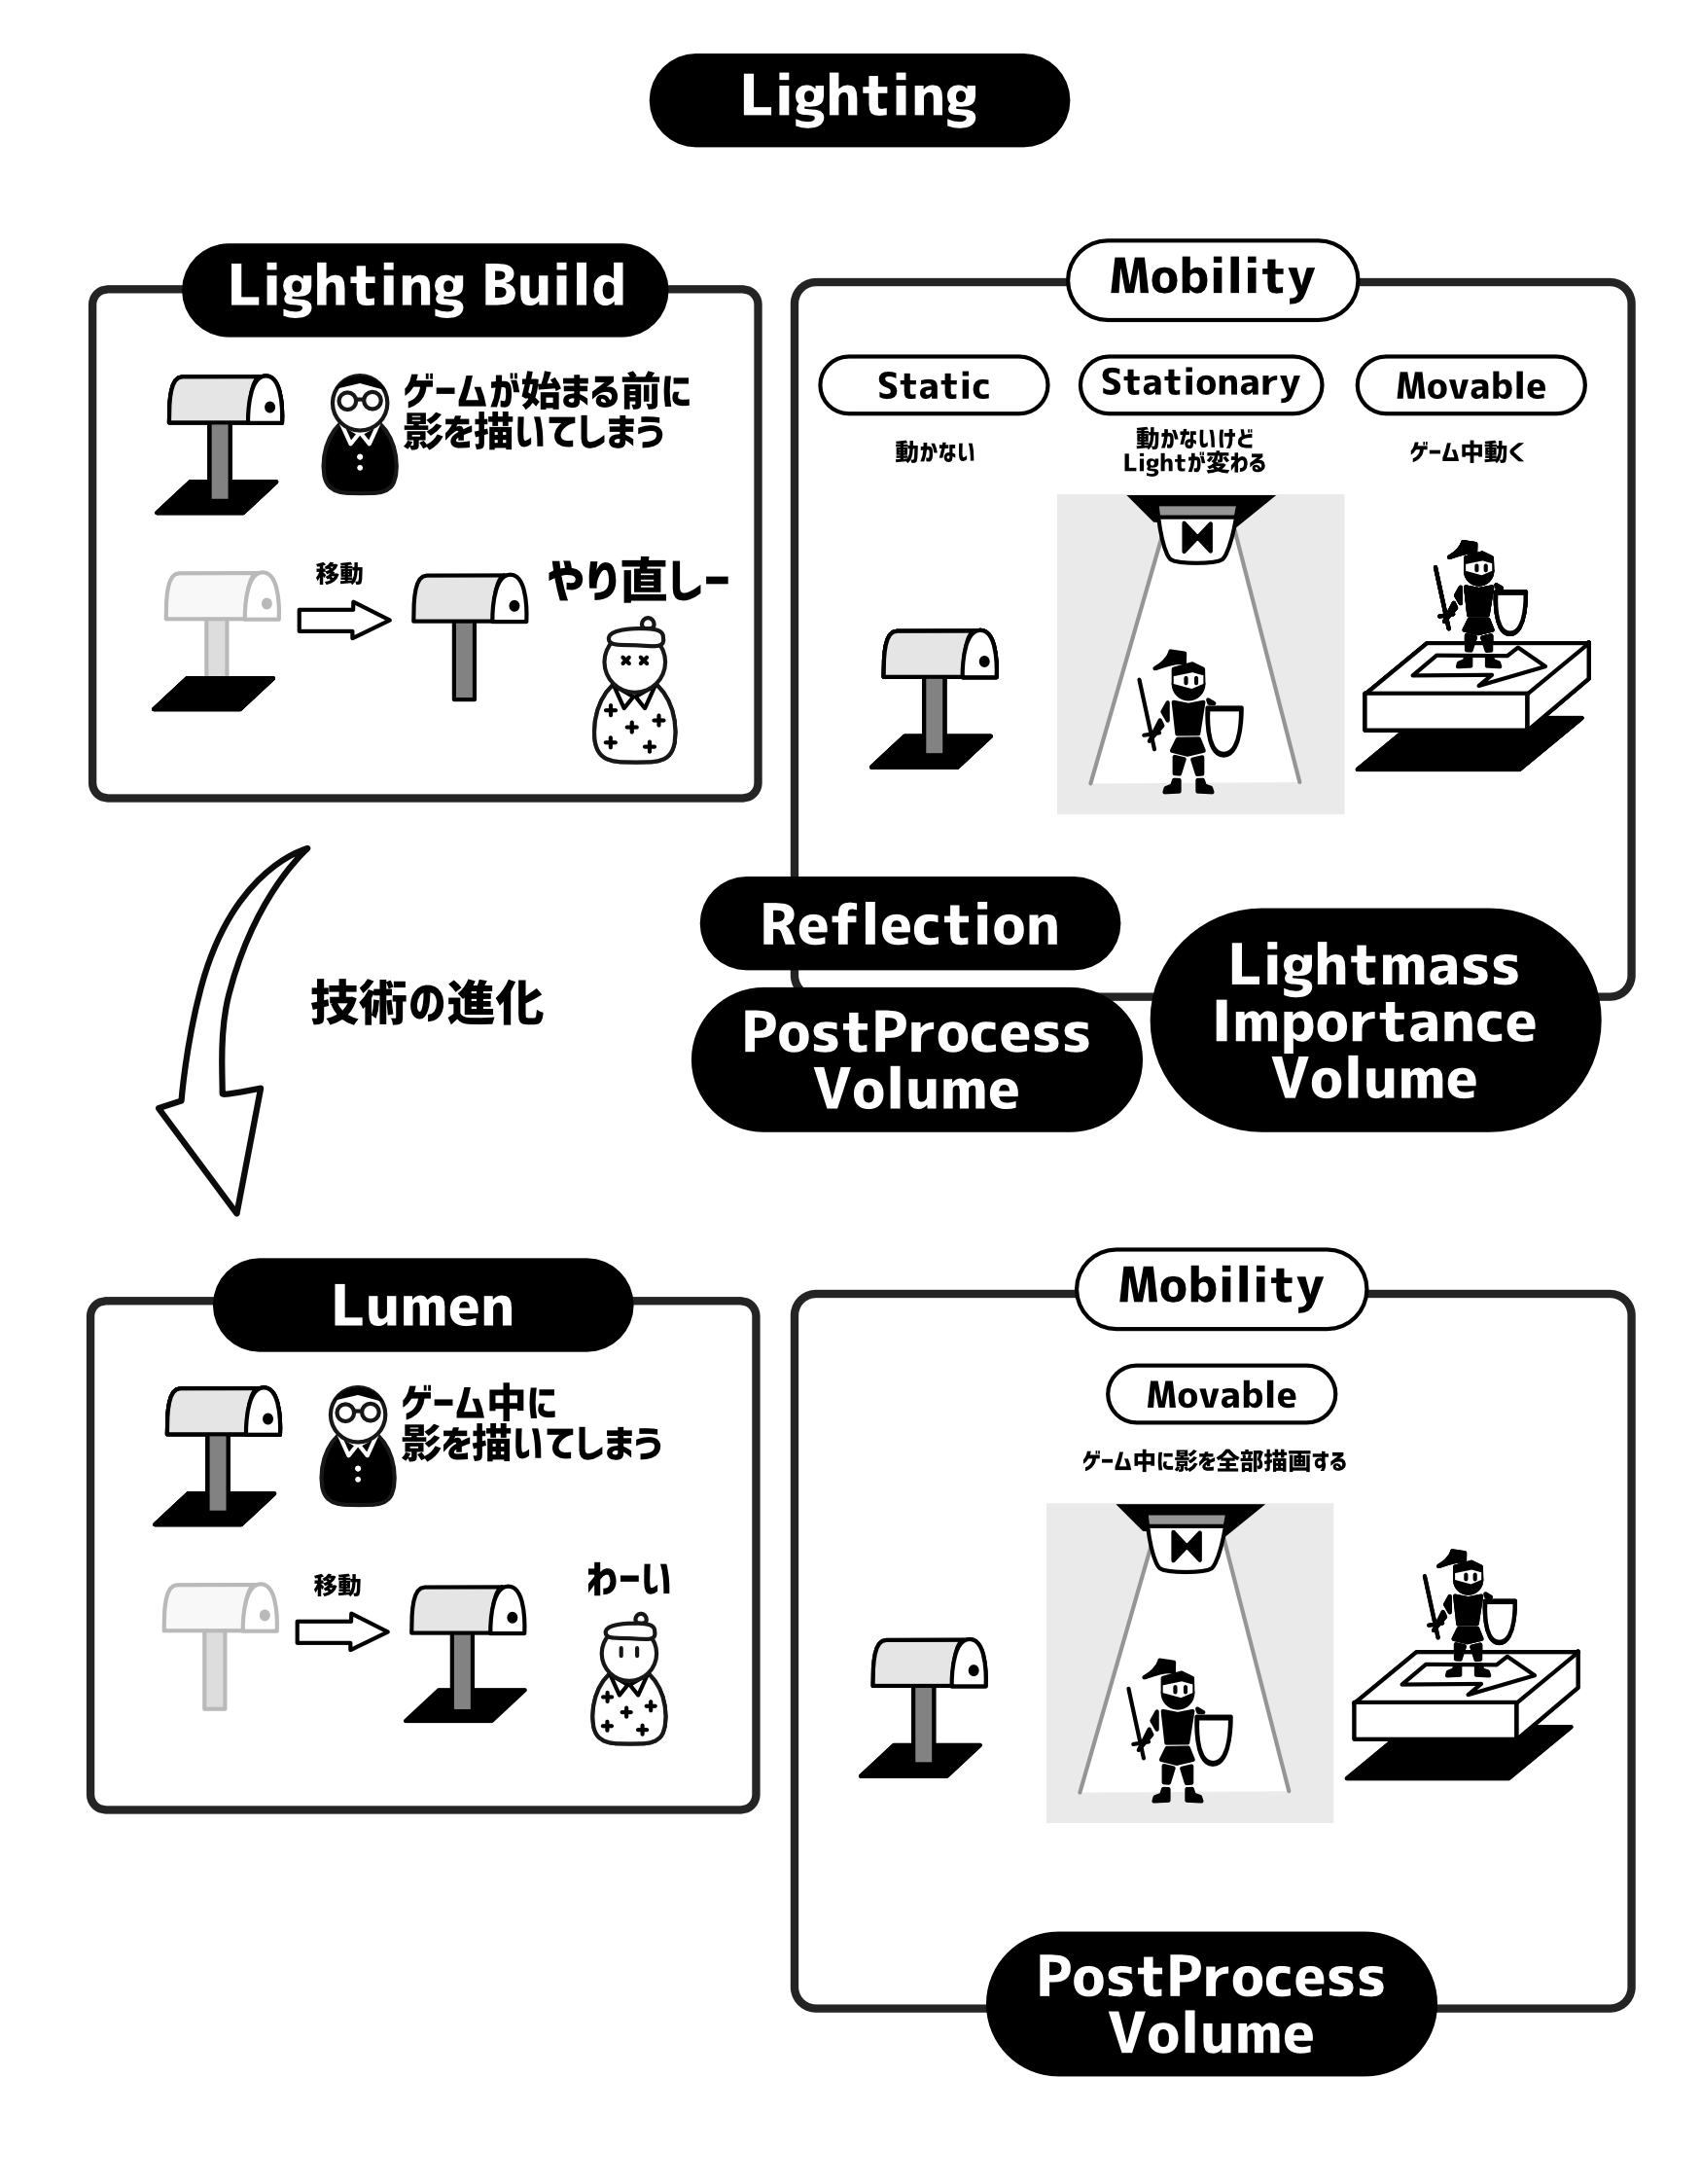 Lighting
Lighting Build
ゲームが始まる前に
影を描いてしまう
移動
やり直しー
Mobility
Static
動かない
Stationary
動かないけど
Lightが変わる
Movable
ゲーム中動く
Reflection
PostProcess
Volume
Lightmass
Importance
Volume
技術の進化
Lumen
ゲーム中に
影を描いてしまう
移動
わーい
Mobility
Movable
ゲーム中に影を全部描画する
PostProcess
Volume